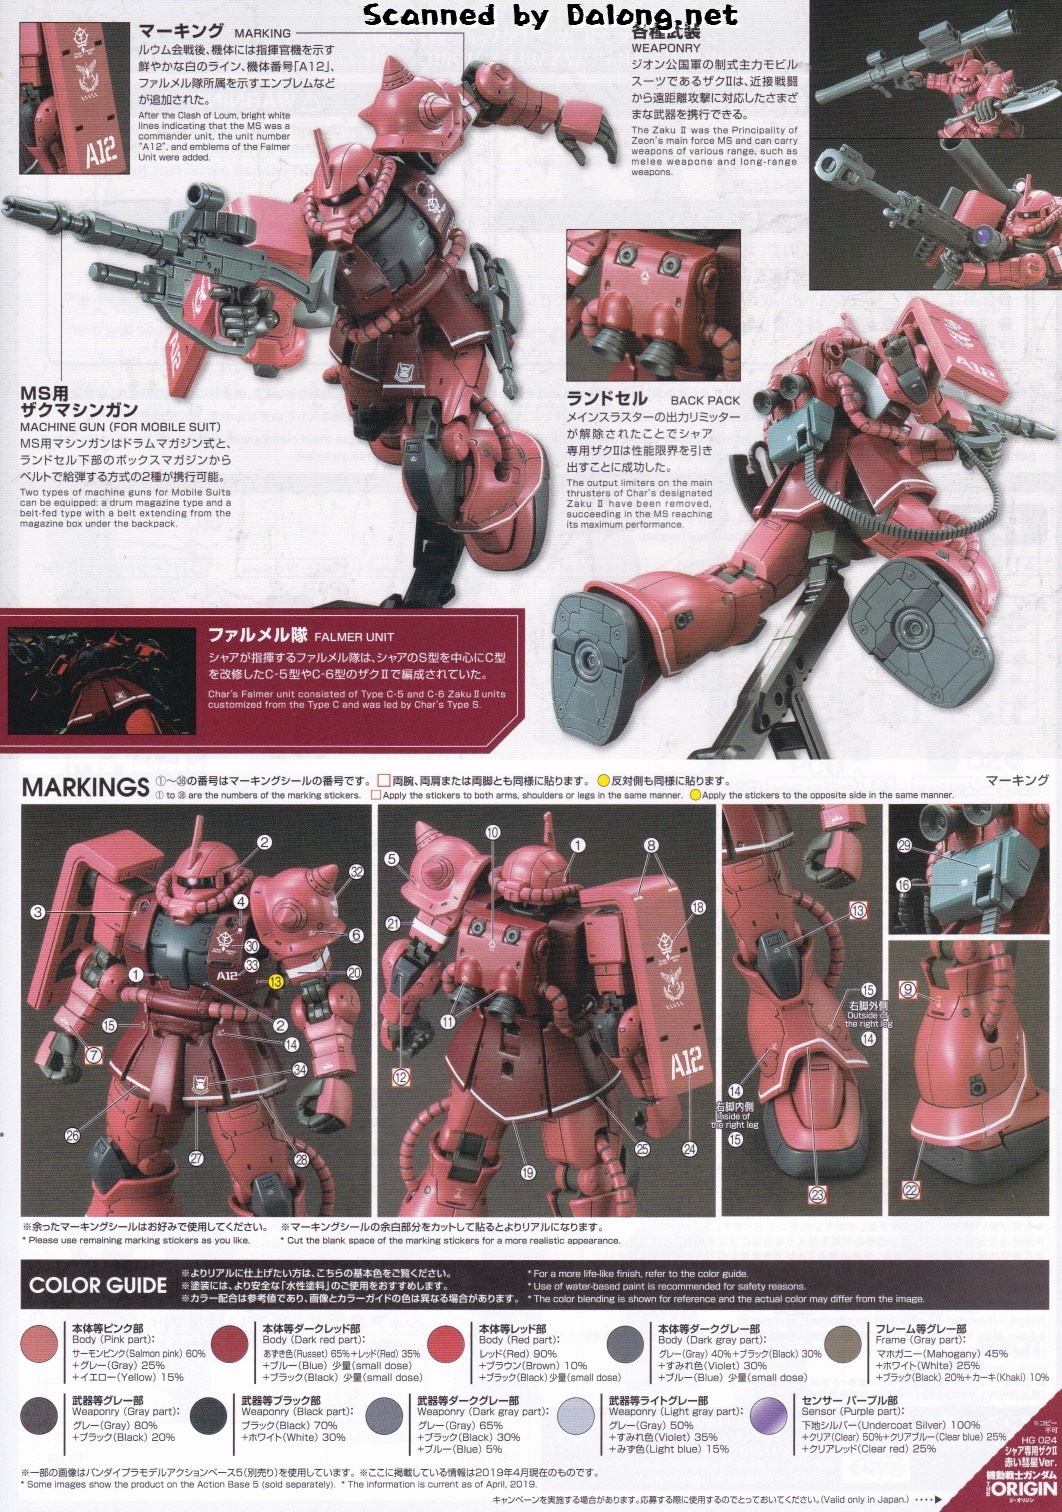 Scanned by Dalong.net
マーキング MARKING
ルウム会戦後、機体には指揮官機を示す
鮮やかな白のライン、機体番号「A12」、
ファルメル隊所属を示すエンブレムなど
が追加された。
After the Clash of Loum, bright white
lines indicating that the MS was a
commander unit, the unit number
"A12", and emblems of the Falmer
Unit were added.
A12
各種武装
WEAPONRY
ジオン公国軍の制式主力モビル
スーツであるザクⅡは、近接戦闘
から遠距離攻撃に対応したさまざ
まな武器を携行できる。
The Zaku Ⅱ was the Principality of
Zeon's main force MS and can carry
weapons of various range, such as
melee weapons and long-range
weapons.
MS用
ザクマシンガン
MACHINE GUN (FOR MOBILE SUIT)
MS用マシンガンはドラムマガジン式と、
ランドセル下部のボックスマガジンから
ベルトで給弾する方式の2種が携行可能。
Two types of machine guns for Mobile Suits
can be equipped: a drum magazine type and a
belt-fed type with a belt extending from the
magazine box under the backpack.
A12
ランドセル BACK PACK
メインスラスターの出力リミッター
が解除されたことでシャア
専用ザクⅡは性能限界を引き
出すことに成功した。
The output limiters on the main
thrusters of Char's designated
Zaku Ⅱ have been removed,
succeeding in the MS reaching
its maximum performance.
A12
ファルメル隊 FALMER UNIT
シャアが指揮するファルメル隊は、シャアのS型を中心にC型
を改修したC-5型やC-6型のザクⅡで編成されていた。
Char's Falmer unit consisted of Type C-5 and C-6 Zaku Ⅱ units
customized from the Type C and was led by Char's Type S.
MARKINGS ①～㊳の番号はマーキングシールの番号です。 □両腕、両肩または両脚とも同様に貼ります。 ○反対側も同様に貼ります。 マーキング
① to ㊳ are the numbers of the marking stickers. □Apply the stickers to both arms, shoulders or legs in the same manner. ○Apply the stickers to the opposite side in the same manner.
② ㉜ ③ ④ ⑥ ㉚ ㉝ A12 ① ⑬ ⑳ ② ⑮ ⑭ ⑦ ㉞ ㉖ ㉗ ㉘
⑩ ① ⑤ ⑧ ⑱ ㉑ ⑪ ⑫ A12 ⑲ ㉕ ㉔
⑬
⑮
右脚外側
Outside of
the right leg
⑭
⑭
右脚内側
Inside of
the right leg
⑮
㉓
㉙
⑯
⑨
㉒
※余ったマーキングシールはお好みで使用してください。 ※マーキングシールの余白部分をカットして貼るとよりリアルになります。
* Please use remaining marking stickers as you like. * Cut the blank space of the marking stickers for a more realistic appearance.
COLOR GUIDE
※よりリアルに仕上げたい方は、こちらの基本色をご覧ください。 * For a more life-like finish, refer to the color guide.
※塗装には、より安全な「水性塗料」のご使用をおすすめします。 * Use of water-based paint is recommended for safety reasons.
※カラー配合は参考値であり、画像とカラーガイドの色は異なる場合があります。 * The color blending is shown for reference and the actual color may differ from the image.
本体等ピンク部
Body (Pink part):
サーモンピンク(Salmon pink) 60%
+グレー(Gray) 25%
+イエロー(Yellow) 15%
本体等ダークレッド部
Body (Dark red part):
あずき色(Russet) 65%+レッド(Red) 35%
+ブルー(Blue) 少量(small dose)
+ブラック(Black) 少量(small dose)
本体等レッド部
Body (Red part):
レッド(Red) 90%
+ブラウン(Brown) 10%
+ブラック(Black) 少量(small dose)
本体等ダークグレー部
Body (Dark gray part):
グレー(Gray) 40%+ブラック(Black) 30%
+すみれ色(Violet) 30%
+ブルー(Blue) 少量(small dose)
フレーム等グレー部
Frame (Gray part):
マホガニー(Mahogany) 45%
+ホワイト(White) 25%
+ブラック(Black) 20%+カーキ(Khaki) 10%
武器等グレー部
Weaponry (Gray part):
グレー(Gray) 80%
+ブラック(Black) 20%
武器等ブラック部
Weaponry (Black part):
ブラック(Black) 70%
+ホワイト(White) 30%
武器等ダークグレー部
Weaponry (Dark gray part):
グレー(Gray) 65%
+ブラック(Black) 30%
+ブルー(Blue) 5%
武器等ライトグレー部
Weaponry (Light gray part):
グレー(Gray) 50%
+すみれ色(Violet) 35%
+みず色(Light blue) 15%
センサー パープル部
Sensor (Purple part):
下地シルバー(Undercoat Silver) 100%
+クリア(Clear) 50%+クリアブルー(Clear blue) 25%
+クリアレッド(Clear red) 25%
※コピー
不可
HG 024
シャア専用ザクⅡ
赤い彗星Ver.
機動戦士ガンダム
THE ORIGIN
ジ・オリジン
※一部の画像はバンダイプラモデルアクションベース5(別売り)を使用しています。 ※ここに掲載している情報は2019年4月現在のものです。
* Some images show the product on the Action Base 5 (sold separately). * The information is current as of April, 2019.
キャンペーンを実施する場合があります。応募する際に使用するのでとっておいてください。(Valid only in Japan.)